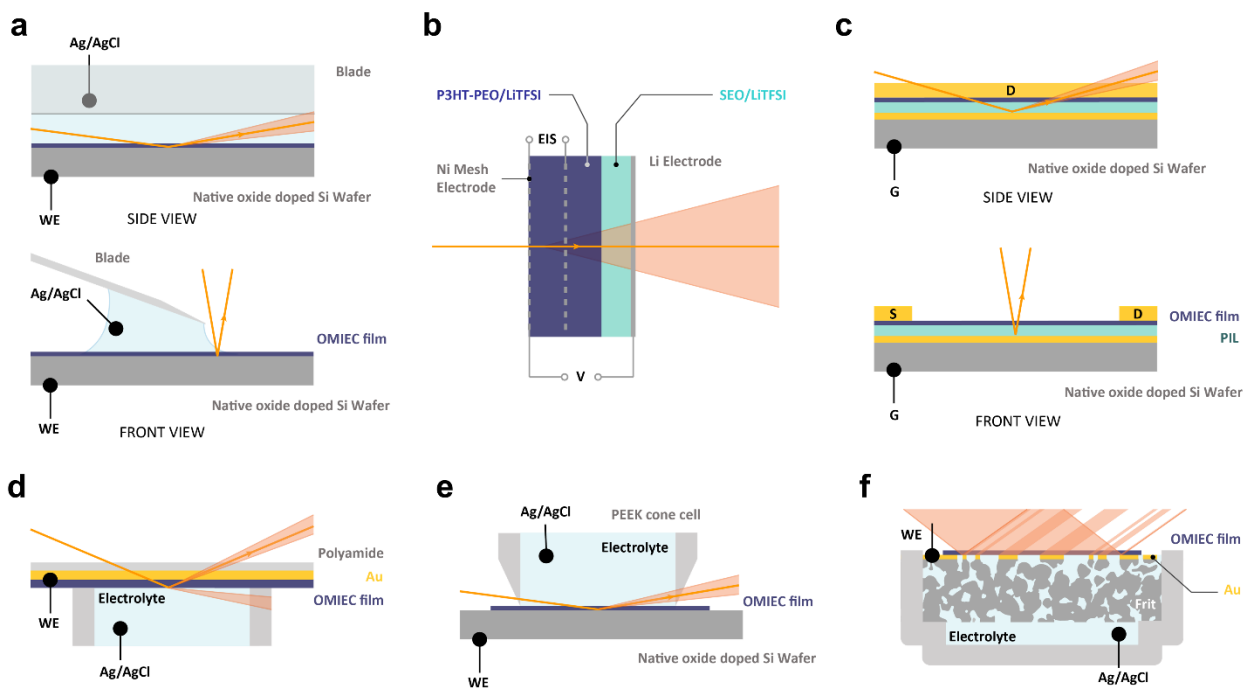 a
Ag/AgCl
Blade
Native oxide doped Si Wafer
WE
SIDE VIEW
Blade
Ag/AgCl
OMIEC film
Native oxide doped Si Wafer
WE
FRONT VIEW
b
P3HT-PEO/LiTFSI
SEO/LiTFSI
EIS
Ni Mesh
Electrode
Li Electrode
V
c
D
Native oxide doped Si Wafer
G
SIDE VIEW
S
D
OMIEC film
PIL
Native oxide doped Si Wafer
G
FRONT VIEW
d
Polyamide
Au
OMIEC film
WE
Electrolyte
Ag/AgCl
e
Ag/AgCl
PEEK cone cell
Electrolyte
OMIEC film
Native oxide doped Si Wafer
WE
f
WE
OMIEC film
Au
Frit
Electrolyte
Ag/AgCl